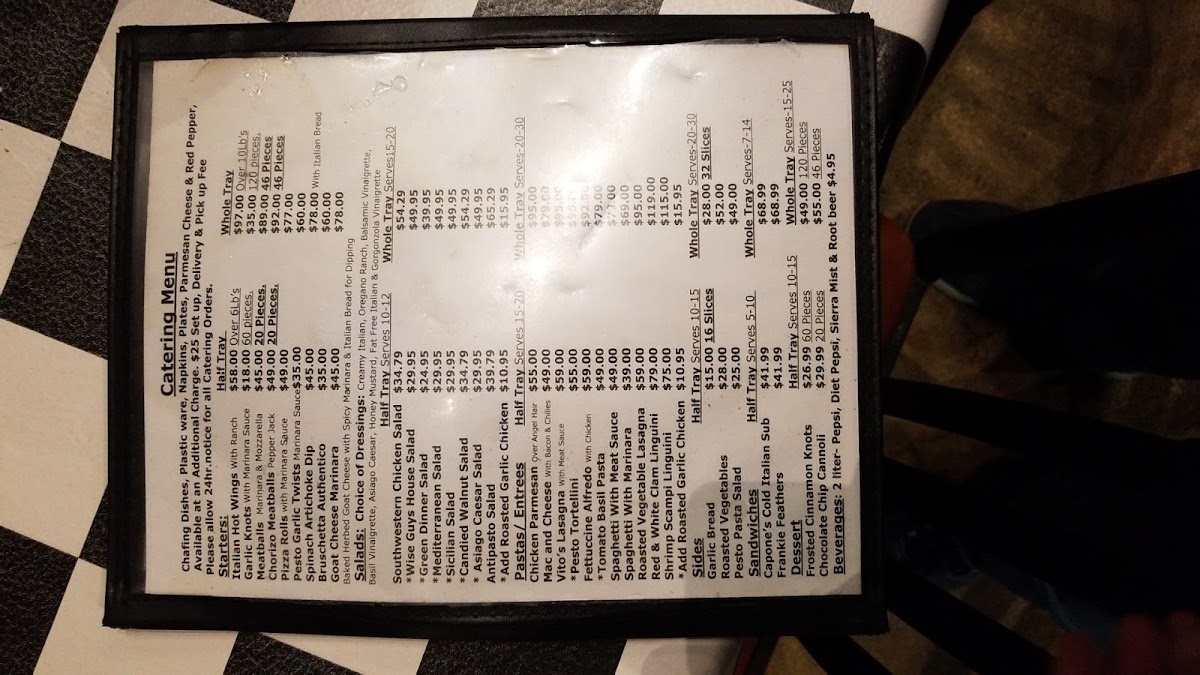 Catering Menu
Chafing Dishes, Plastic ware, Napkins, Plates, Parmesan Cheese & Red Pepper,
Available at an Additional Charge. $25 Set up, Delivery & Pick up Fee
Please allow 24hr.notice for all Catering Orders.
Starters: Half Tray Whole Tray
Italian Hot Wings With Ranch $58.00 Over 6Lb's $97.00 Over 10Lb's
Garlic Knots with Marinara Sauce $18.00 60 pieces. $35.00 120 pieces.
Meatballs Marinara & Mozzarella $45.00 20 Pieces. $89.00 46 Pieces
Chorizo Meatballs Pepper Jack $49.00 20 Pieces. $92.00 46 Pieces
Pizza Rolls with Marinara Sauce $49.00 $77.00
Pesto Garlic Twists Marinara Sauce $35.00 $60.00
Spinach Artichoke Dip $45.00 $78.00 With Italian Bread
Bruschetta Authentico $35.00 $60.00
Goat Cheese Marinara $45.00 $78.00
Baked Herbed Goat Cheese with Spicy Marinara & Italian Bread for Dipping
Salads: Choice of Dressings: Creamy Italian, Oregano Ranch, Balsamic Vinaigrette,
Basil Vinaigrette, Asiago Caesar, Honey Mustard, Fat Free Italian & Gorgonzola Vinaigrette
Half Tray Serves 10-12 Whole Tray Serves15-20
Southwestern Chicken Salad $34.79 $54.29
*Wise Guys House Salad $29.95 $49.95
*Green Dinner Salad $24.95 $39.95
*Mediterranean Salad $29.95 $49.95
*Sicilian Salad $29.95 $49.95
*Candied Walnut Salad $34.79 $54.29
* Asiago Caesar Salad $29.95 $49.95
Antipasto Salad $39.79 $65.29
*Add Roasted Garlic Chicken $10.95 $15.95
Pastas// Entrees Half Tray Serves 15-20 Whole Tray Serves-20-30
Chicken Parmesan Over Angel Hair $55.00 $95.00
Mac and Cheese With Bacon & Chilies $49.00
Vito's Lasagna With Meat Sauce $59.00
*Pesto Tortellini $55.00
Fettuccine Alfredo With Chicken $59.00
*Tomato Basil Pasta $49.00 $79.00
Spaghetti With Meat Sauce $49.00
Spaghetti With Marinara $39.00 $65.00
Roasted Vegetable Lasagna $59.00 $95.00
Red & White Clam Linguini $79.00 $119.00
Shrimp Scampi Linguini $75.00 $115.00
*Add Roasted Garlic Chicken $10.95 $15.95
Sides Half Tray Serves 10-15 Whole Tray Serves-20-30
Garlic Bread $15.00 16 Slices $28.00 32 Slices
Roasted Vegetables $28.00 $52.00
Pesto Pasta Salad $25.00 $49.00
Sandwiches Half Tray Serves 5-10 Whole Tray Serves-7-14
Capone's Cold Italian Sub $41.99 $68.99
Frankie Feathers $41.99 $68.99
Dessert Half Tray Serves 10-15 Whole Tray Serves-15-25
Frosted Cinnamon Knots $26.99 60 Pieces $49.00 120 Pieces
Chocolate Chip Cannoli $29.99 20 Pieces $55.00 46 Pieces
Beverages: 2 liter- Pepsi, Diet Pepsi, Sierra Mist & Root beer $4.95